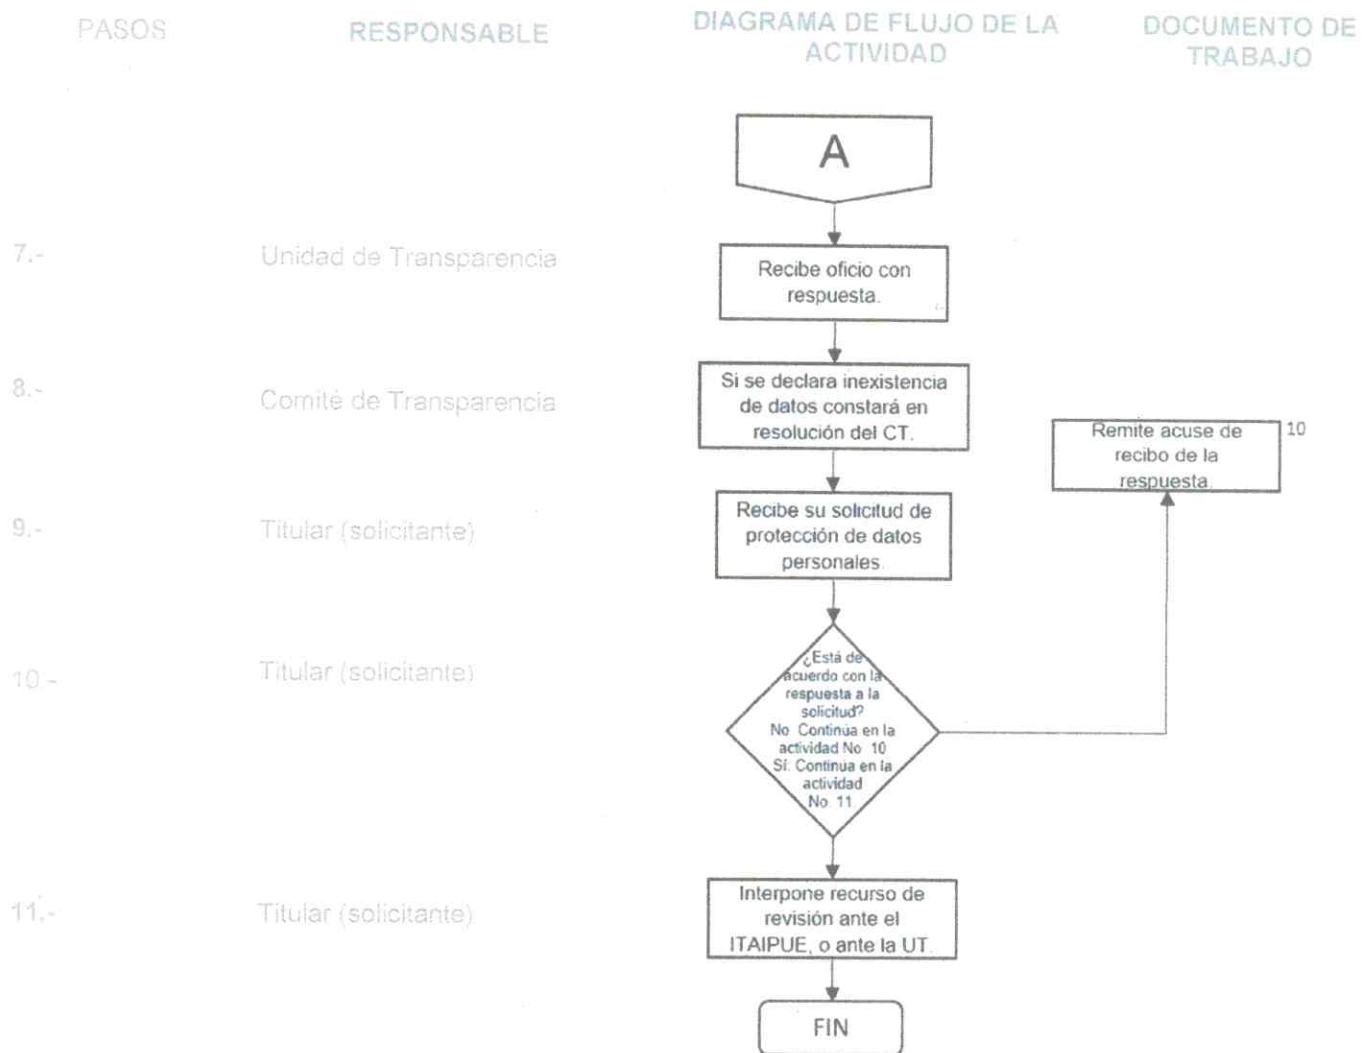 PASOS
RESPONSABLE
DIAGRAMA DE FLUJO DE LA
ACTIVIDAD
DOCUMENTO DE
TRABAJO
A
7.-
Unidad de Transparencia
Recibe oficio con
respuesta.
8.-
Comité de Transparencia
Si se declara inexistencia
de datos constará en
resolución del CT.
Remite acuse de
recibo de la
respuesta.
10
9.-
Titular (solicitante)
Recibe su solicitud de
protección de datos
personales.
10 -
Titular (solicitante)
¿Está de
acuerdo con la
respuesta a la
solicitud?
No Continúa en la
actividad No 10
Sí. Continúa en la
actividad
No 11
11.-
Titular (solicitante)
Interpone recurso de
revisión ante el
ITAIPUE, o ante la UT.
FIN